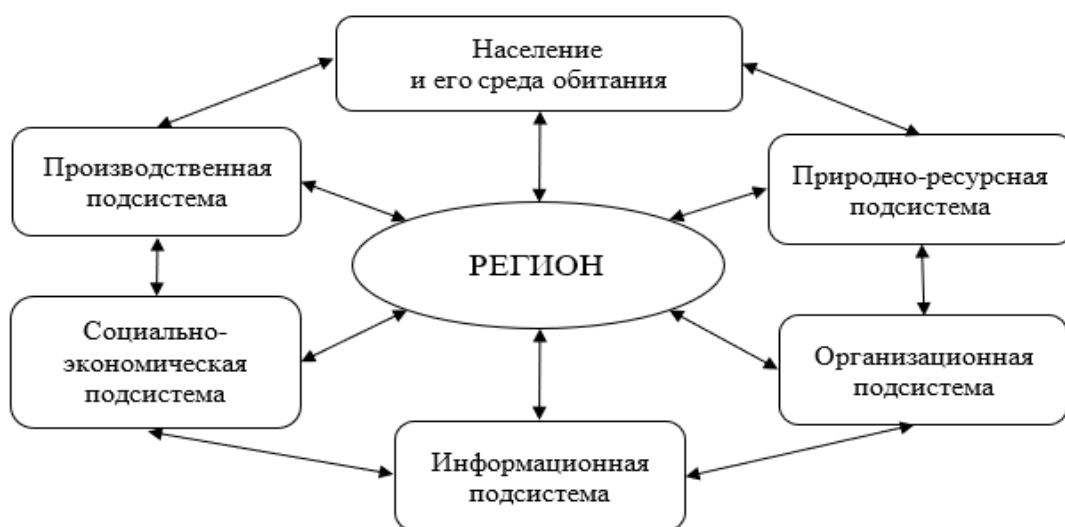 Население
и его среда обитания
Производственная
подсистема
Природно-ресурсная
подсистема
РЕГИОН
Социально-
экономическая
подсистема
Организационная
подсистема
Информационная
подсистема